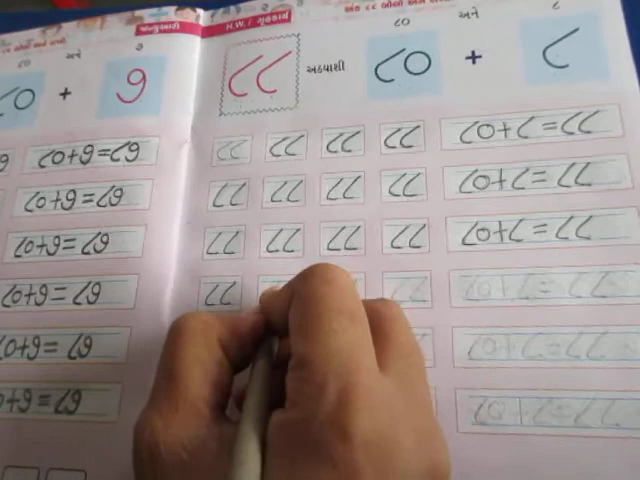 જાન્યુઆરી
H.W. / ગૃહકાર્ય
૮૦ અને ૭
૮૦ + ૭
૮૮ અઠયાશી
૮૦ અને ૮
૮૦ + ૮
૮૦+૭=૮૭ ૮૮ ૮૮ ૮૮ ૮૮ ૮૦+૮=૮૮
૮૦+૭=૮૭ ૮૮ ૮૮ ૮૮ ૮૮ ૮૦+૮=૮૮
૮૦+૭=૮૭ ૮૮ ૮૮ ૮૮ ૮૮ ૮૦+૮=૮૮
૮૦+૭=૮૭ ૮૮ ૮૦+૮=૮૮
૮૦+૭=૮૭ ૮૦+૮=૮૮
૮૦+૭=૮૭ ૮૦+૮=૮૮